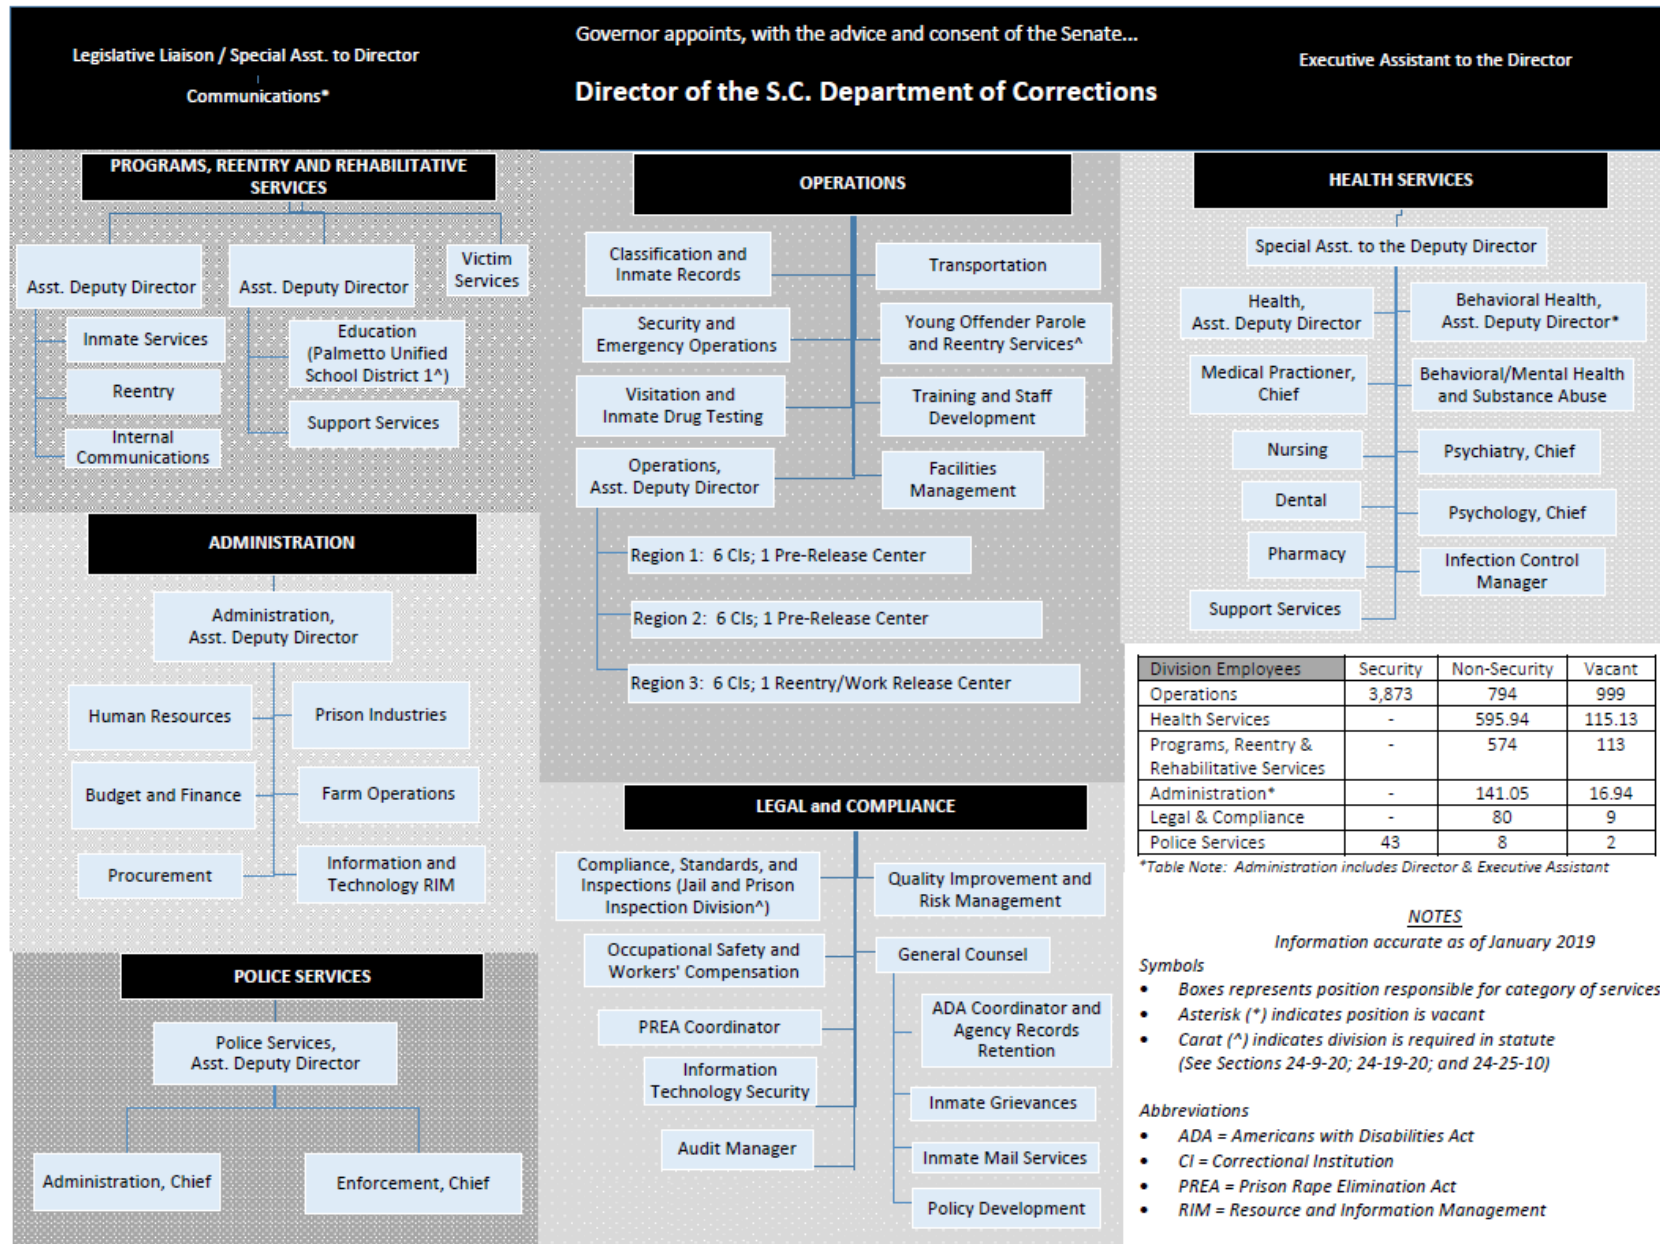 Legislative Liaison / Special Asst. to Director
Communications*
Governor appoints, with the advice and consent of the Senate...
Director of the S.C. Department of Corrections
Executive Assistant to the Director
PROGRAMS, REENTRY AND REHABILITATIVE
SERVICES
Asst. Deputy Director
Asst. Deputy Director
Victim
Services
Inmate Services
Reentry
Internal
Communications
Education
(Palmetto Unified
School District 1^)
Support Services
ADMINISTRATION
Administration,
Asst. Deputy Director
Human Resources
Prison Industries
Budget and Finance
Farm Operations
Procurement
Information and
Technology RIM
POLICE SERVICES
Police Services,
Asst. Deputy Director
Administration, Chief
Enforcement, Chief
OPERATIONS
Classification and
Inmate Records
Transportation
Security and
Emergency Operations
Young Offender Parole
and Reentry Services^
Visitation and
Inmate Drug Testing
Training and Staff
Development
Operations,
Asst. Deputy Director
Facilities
Management
Region 1: 6 CIs; 1 Pre-Release Center
Region 2: 6 CIs; 1 Pre-Release Center
Region 3: 6 CIs; 1 Reentry/Work Release Center
LEGAL and COMPLIANCE
Compliance, Standards, and
Inspections (Jail and Prison
Inspection Division^)
Quality Improvement and
Risk Management
Occupational Safety and
Workers' Compensation
General Counsel
PREA Coordinator
ADA Coordinator and
Agency Records
Retention
Information
Technology Security
Inmate Grievances
Audit Manager
Inmate Mail Services
Policy Development
HEALTH SERVICES
Special Asst. to the Deputy Director
Health,
Asst. Deputy Director
Behavioral Health,
Asst. Deputy Director*
Medical Practioner,
Chief
Behavioral/Mental Health
and Substance Abuse
Nursing
Psychiatry, Chief
Dental
Psychology, Chief
Pharmacy
Infection Control
Manager
Support Services
Division Employees Security Non-Security Vacant
Operations 3,873 794 999
Health Services - 595.94 115.13
Programs, Reentry & - 574 113
Rehabilitative Services
Administration* - 141.05 16.94
Legal & Compliance - 80 9
Police Services 43 8 2
*Table Note: Administration includes Director & Executive Assistant
NOTES
Information accurate as of January 2019
Symbols
• Boxes represents position responsible for category of services
• Asterisk (*) indicates position is vacant
• Carat (^) indicates division is required in statute
(See Sections 24-9-20; 24-19-20; and 24-25-10)
Abbreviations
• ADA = Americans with Disabilities Act
• CI = Correctional Institution
• PREA = Prison Rape Elimination Act
• RIM = Resource and Information Management